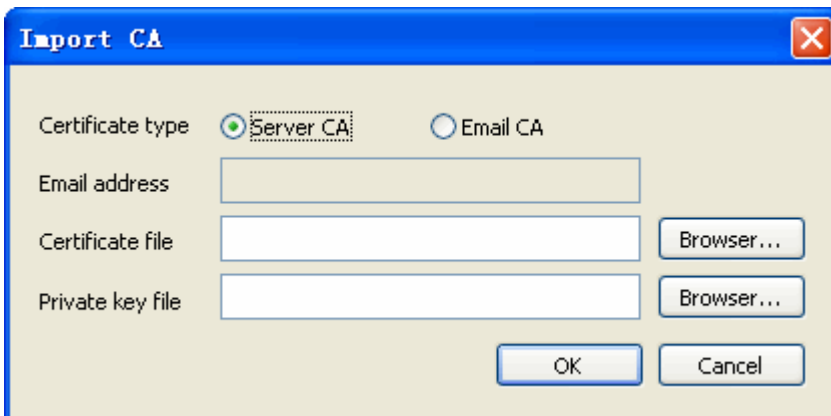 Import CA
Certificate type Server CA Email CA
Email address
Certificate file Browser...
Private key file Browser...
OK Cancel